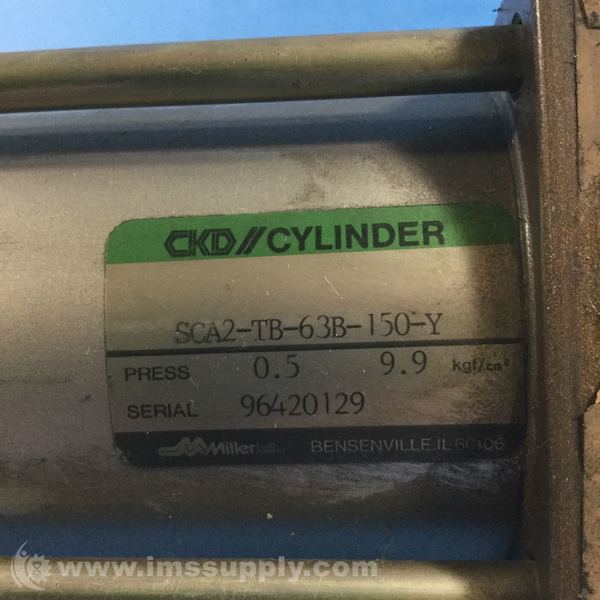 CKD// CYLINDER
SCA2-TB-63B-150-Y
PRESS 0.5 9.9 kgf/cm²
SERIAL 96420129
Miller BENSENVILLE.IL 60106
www.imssupply.com